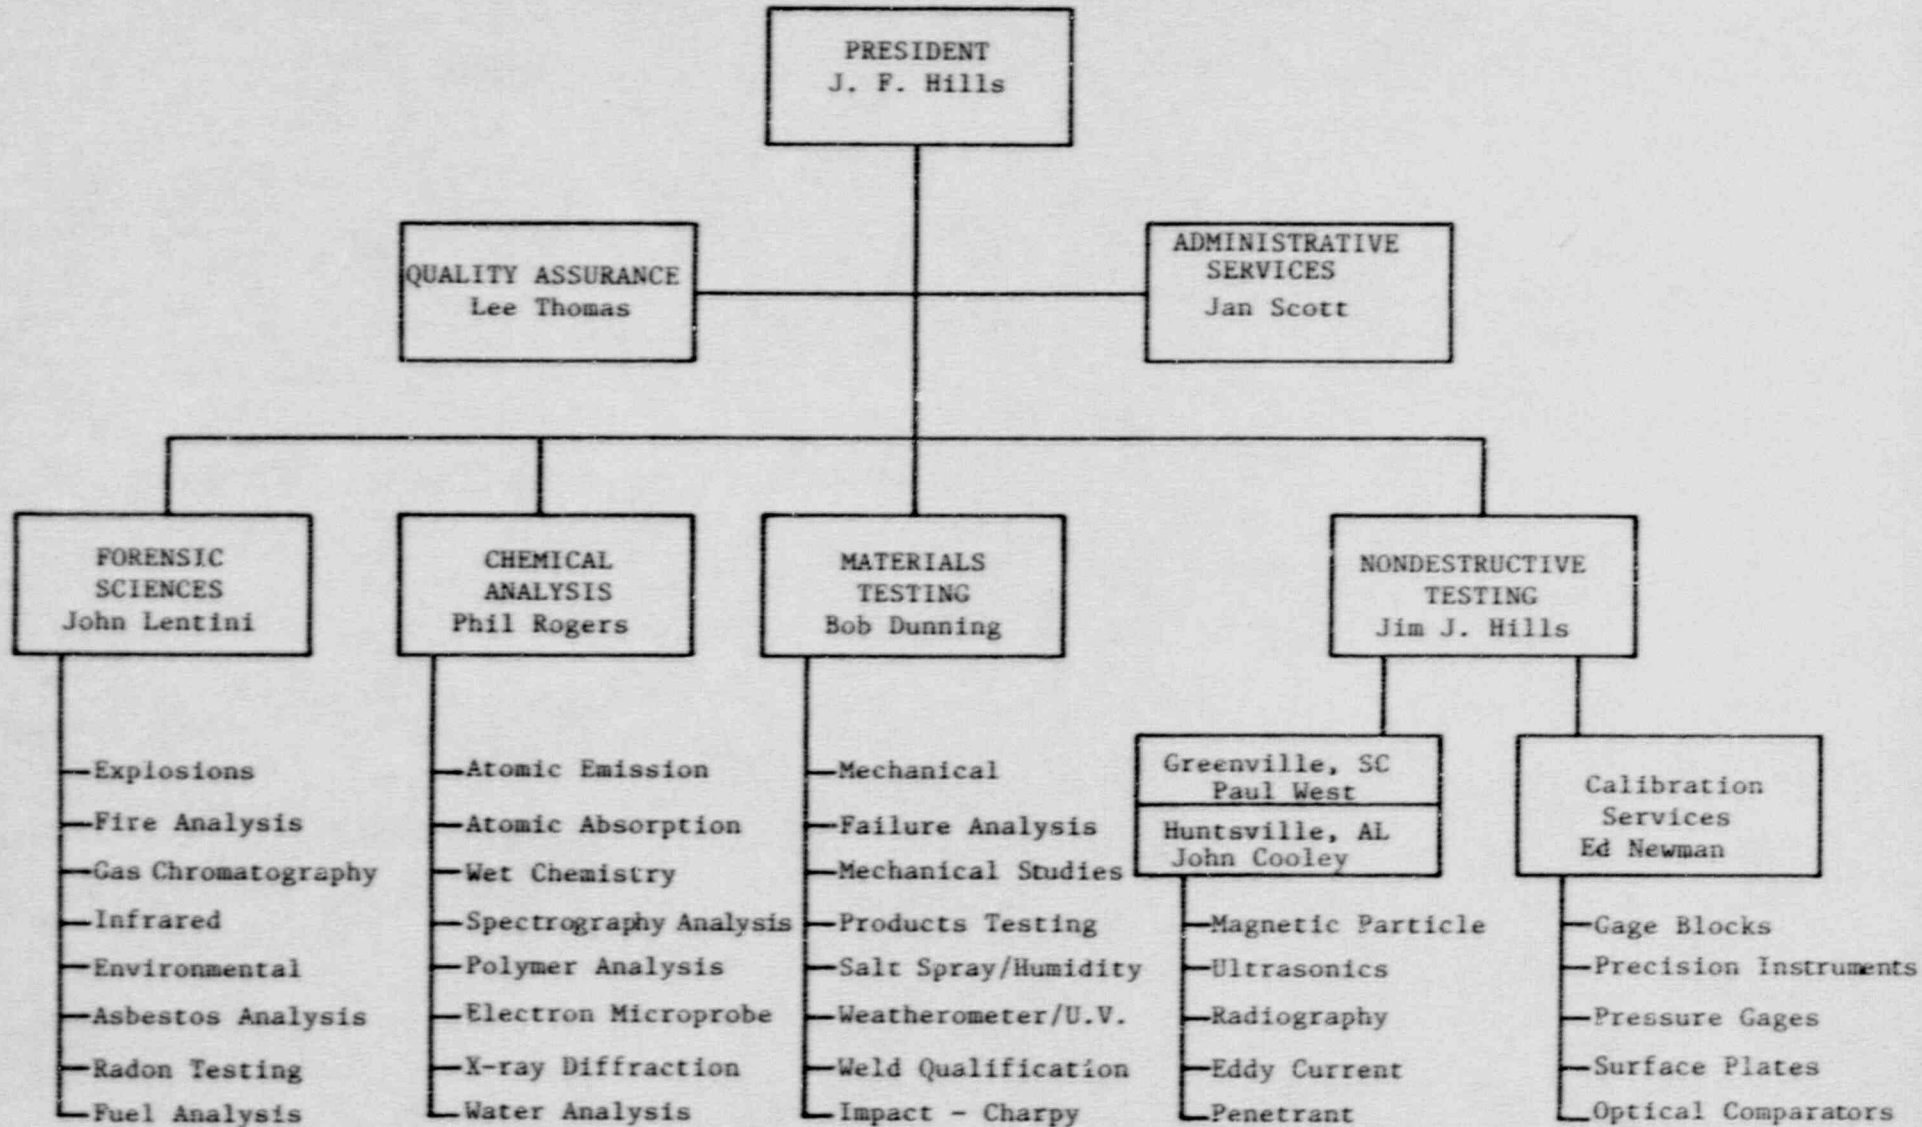 PRESIDENT
J. F. Hills
QUALITY ASSURANCE
Lee Thomas
ADMINISTRATIVE
SERVICES
Jan Scott
FORENSIC
SCIENCES
John Lentini
Explosions
Fire Analysis
Gas Chromatography
Infrared
Environmental
Asbestos Analysis
Radon Testing
Fuel Analysis
CHEMICAL
ANALYSIS
Phil Rogers
Atomic Emission
Atomic Absorption
Wet Chemistry
Spectrography Analysis
Polymer Analysis
Electron Microprobe
X-ray Diffraction
Water Analysis
MATERIALS
TESTING
Bob Dunning
Mechanical
Failure Analysis
Mechanical Studies
Products Testing
Salt Spray/Humidity
Weatherometer/U.V.
Weld Qualification
Impact - Charpy
NONDESTRUCTIVE
TESTING
Jim J. Hills
Greenville, SC
Paul West
Huntsville, AL
John Cooley
Magnetic Particle
Ultrasonics
Radiography
Eddy Current
Penetrant
Calibration
Services
Ed Newman
Gage Blocks
Precision Instruments
Pressure Gages
Surface Plates
Optical Comparators